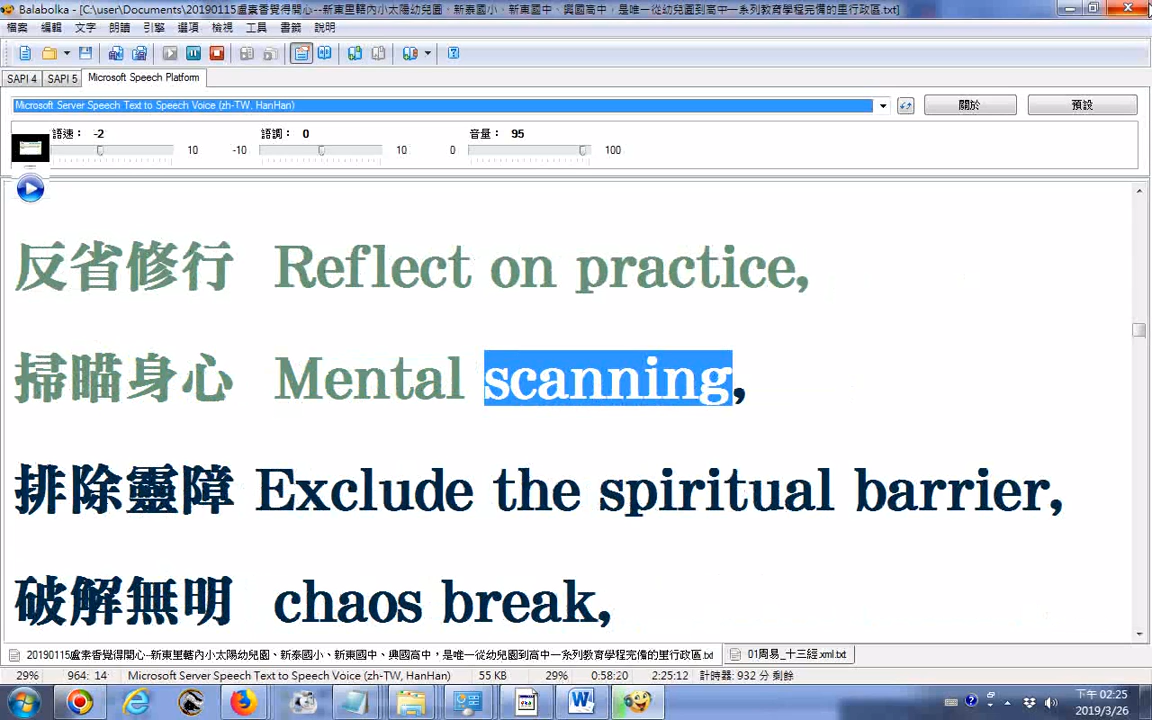 Balabolka - [C:\user\Documents\20190115盧素香覺得開心--新東里轄內小太陽幼兒園、新泰國小、新東國中、興國高中，是唯一從幼兒園到高中一系列教育學程完備的里行政區.txt]
檔案 編輯 文字 朗讀 引擎 選項 檢視 工具 書籤 說明
SAPI 4 SAPI 5 Microsoft Speech Platform
Microsoft Server Speech Text to Speech Voice (zh-TW, HanHan) 關於 預設
語速： -2 語調： 0 音量： 95
10 -10 10 0 100
反省修行 Reflect on practice,
掃瞄身心 Mental scanning,
排除靈障 Exclude the spiritual barrier,
破解無明 chaos break,
20190115盧素香覺得開心--新東里轄內小太陽幼兒園、新泰國小、新東國中、興國高中，是唯一從幼兒園到高中一系列教育學程完備的里行政區.txt 01周易_十三經.xml.txt
29% 964: 14 Microsoft Server Speech Text to Speech Voice (zh-TW, HanHan) 55 KB 29% 0:58:20 2:25:12 計時器: 932 分 剩餘
下午 02:25
2019/3/26